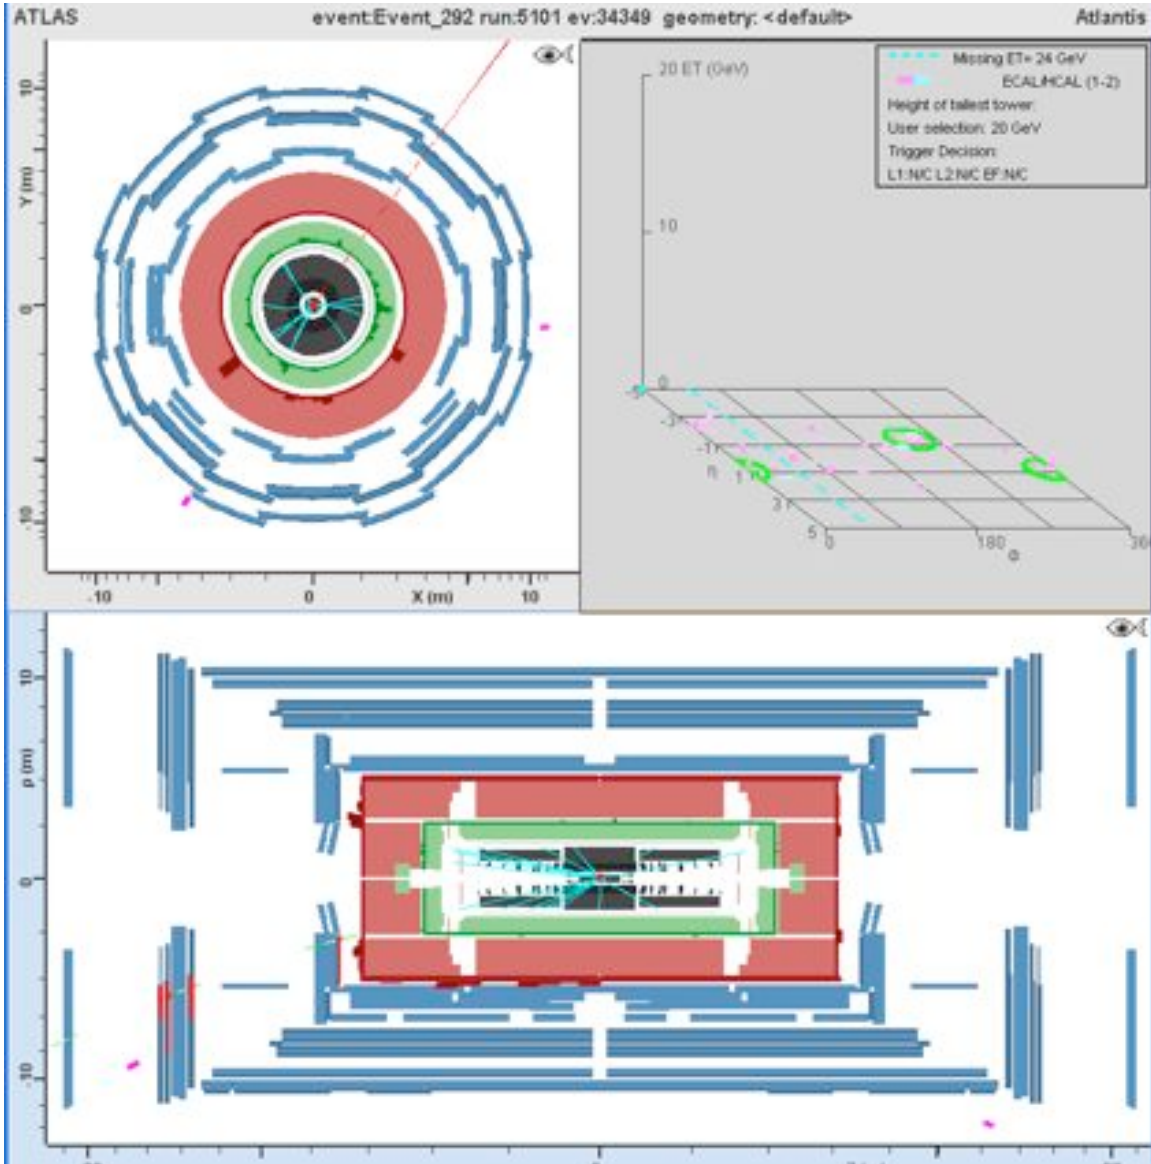 ATLAS event:Event_292 run:5101 ev:34349 geometry: <default> Atlantis
Missing ET= 24 GeV
ECAL/HCAL (1-2)
Height of tallest tower:
User selection: 20 GeV
Trigger Decision:
L1:N/C L2:N/C EF:N/C
20 ET (GeV)
10
0
-5
-3
-1
η
1
3
5
0
180
360
10
Y (m)
0
-10
-10
0
X (m)
10
10
ρ (m)
0
-10